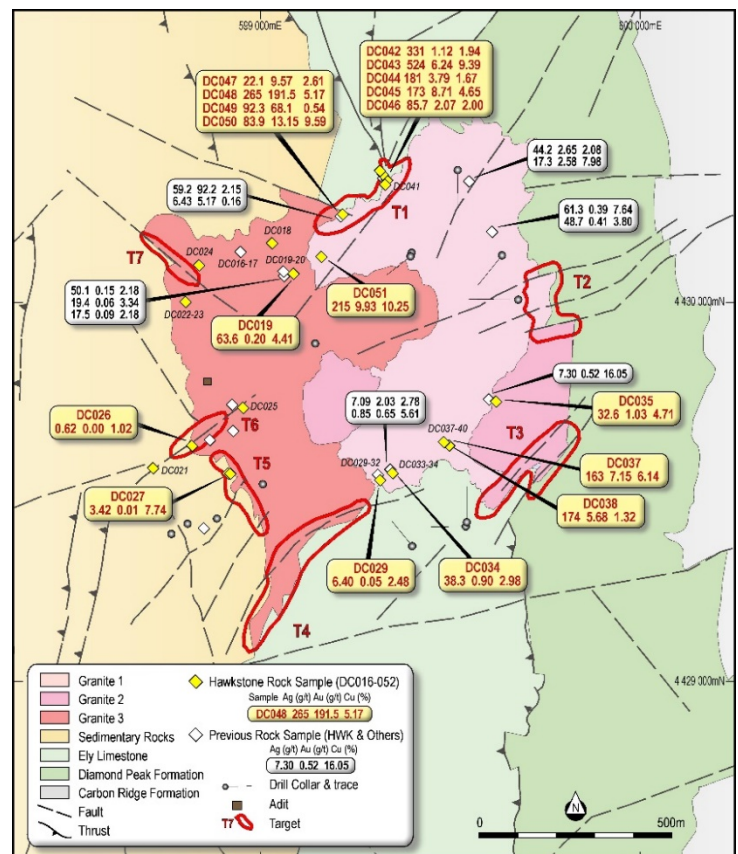 599 000mE
600 000mE
DC042 331 1.12 1.94
DC043 524 6.24 9.39
DC044 181 3.79 1.67
DC045 173 8.71 4.65
DC046 85.7 2.07 2.00
DC047 22.1 9.57 2.61
DC048 265 191.5 5.17
DC049 92.3 68.1 0.54
DC050 83.9 13.15 9.59
44.2 2.65 2.08
17.3 2.58 7.98
59.2 92.2 2.15
6.43 5.17 0.16
DC041
T1
61.3 0.39 7.64
48.7 0.41 3.80
T7
DC018
DC024
DC016-17
DC019-20
T2
DC051
215 9.93 10.25
50.1 0.15 2.18
19.4 0.06 3.34
17.5 0.09 2.18
DC022-23
4 430 000mN
DC019
63.6 0.20 4.41
7.30 0.52 16.05
7.09 2.03 2.78
0.85 0.65 5.61
DC035
32.6 1.03 4.71
DC026
0.62 0.00 1.02
DC025
T6
DC037-40
T3
DC037
163 7.15 6.14
DC021
T5
DC029-32
DC033-34
DC027
3.42 0.01 7.74
DC038
174 5.68 1.32
DC029
6.40 0.05 2.48
DC034
38.3 0.90 2.98
T4
4 429 000mN
Granite 1
Granite 2
Granite 3
Sedimentary Rocks
Ely Limestone
Diamond Peak Formation
Carbon Ridge Formation
Fault
Thrust
Hawkstone Rock Sample (DC016-052)
Sample Ag (g/t) Au (g/t) Cu (%)
DC048 265 191.5 5.17
Previous Rock Sample (HWK & Others)
Ag (g/t) Au (g/t) Cu (%)
7.30 0.52 16.05
Drill Collar & trace
Adit
T7 Target
N
0 500m